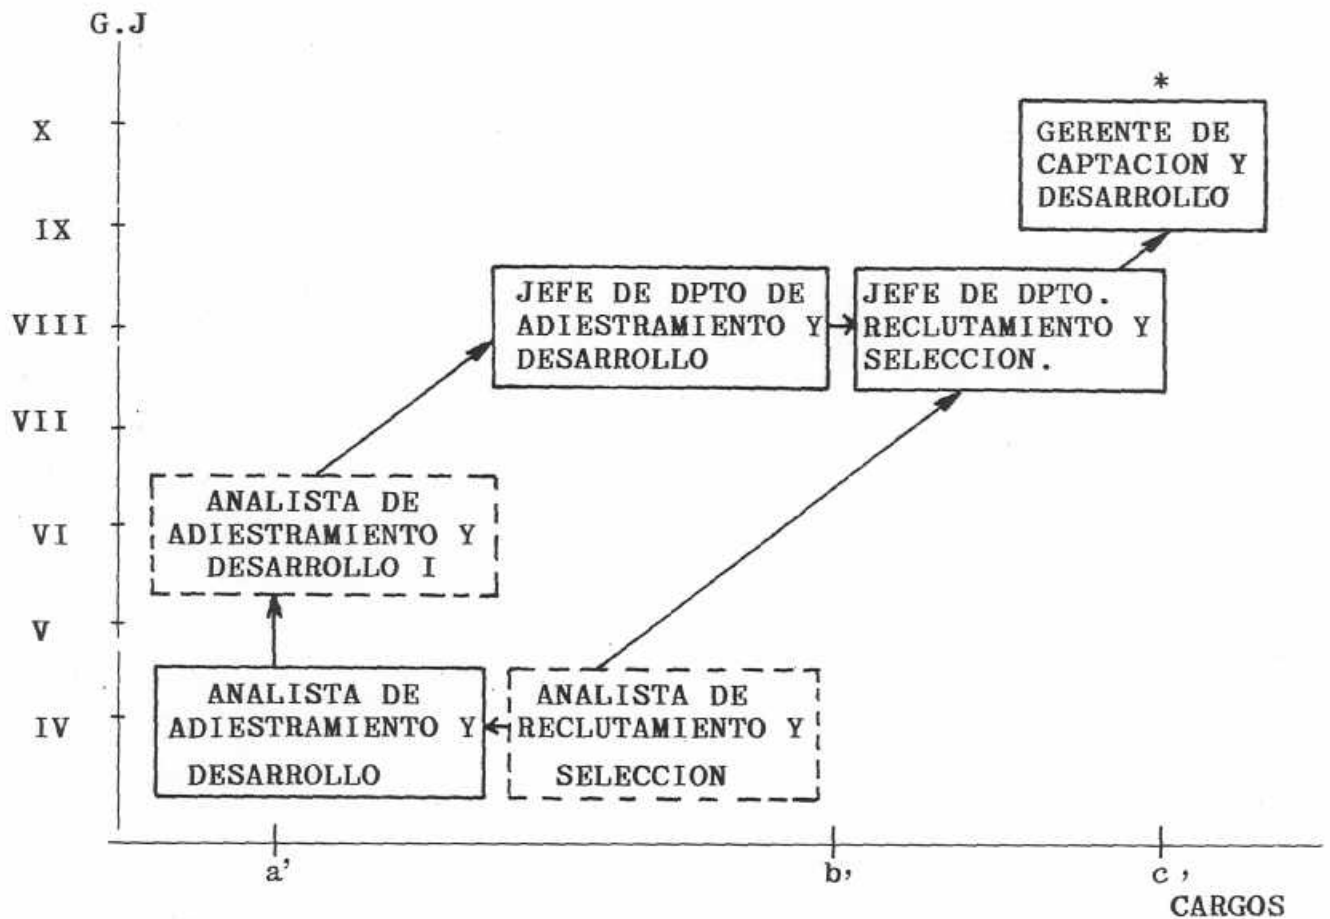 G.J
*
X
GERENTE DE
CAPTACION Y
DESARROLLO
IX
JEFE DE DPTO DE
ADIESTRAMIENTO Y
DESARROLLO
JEFE DE DPTO.
RECLUTAMIENTO Y
SELECCION.
VIII
VII
ANALISTA DE
ADIESTRAMIENTO Y
DESARROLLO I
VI
V
ANALISTA DE
ADIESTRAMIENTO Y
DESARROLLO
ANALISTA DE
RECLUTAMIENTO Y
SELECCION
IV
a’
b,
c,
CARGOS